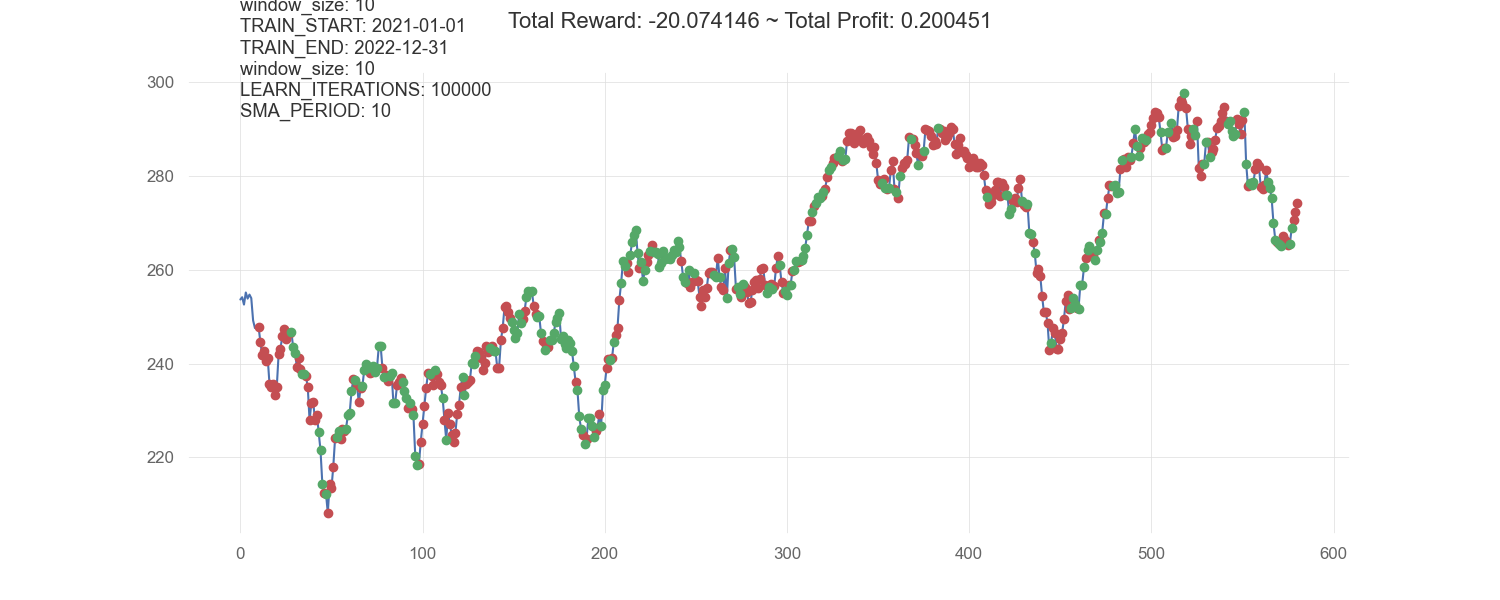 window_size: 10
Total Reward: -20.074146 ~ Total Profit: 0.200451
TRAIN_START: 2021-01-01
TRAIN_END: 2022-12-31
window_size: 10
LEARN_ITERATIONS: 100000
SMA_PERIOD: 10
300
280
260
240
220
0 100 200 300 400 500 600